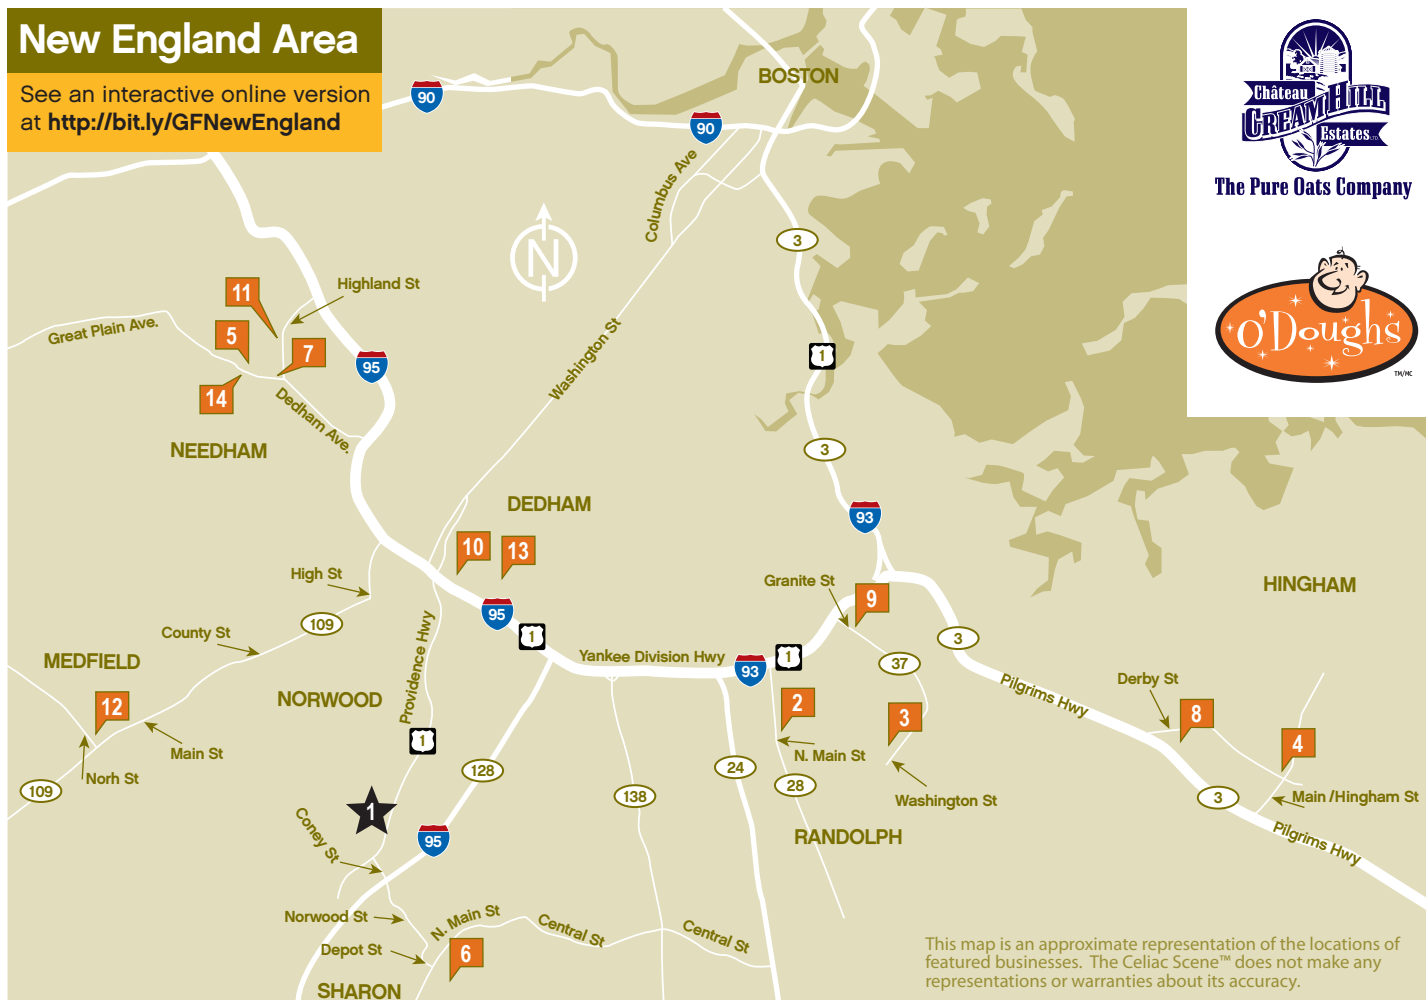 New England Area
See an interactive online version
at http://bit.ly/GFNewEngland
Château
CREAM HILL
Estates LTD.
The Pure Oats Company
O'Doughs
TM/MC
BOSTON
90
90
Columbus Ave
N
3
Highland St
11
Great Plain Ave.
5
7
14
95
1
Washington St
Dedham Ave.
NEEDHAM
3
DEDHAM
93
10
13
High St
Granite St
9
HINGHAM
109
95
1
County St
Providence Hwy
Yankee Division Hwy
93
1
3
37
MEDFIELD
NORWOOD
Pilgrims Hwy
Derby St
12
2
3
8
4
Main St
1
N. Main St
Norh St
109
128
138
24
28
Washington St
3
Main /Hingham St
1
Coney St
95
RANDOLPH
Pilgrims Hwy
Norwood St
N. Main St
Central St
Central St
Depot St
6
SHARON
This map is an approximate representation of the locations of
featured businesses. The Celiac Scene™ does not make any
representations or warranties about its accuracy.